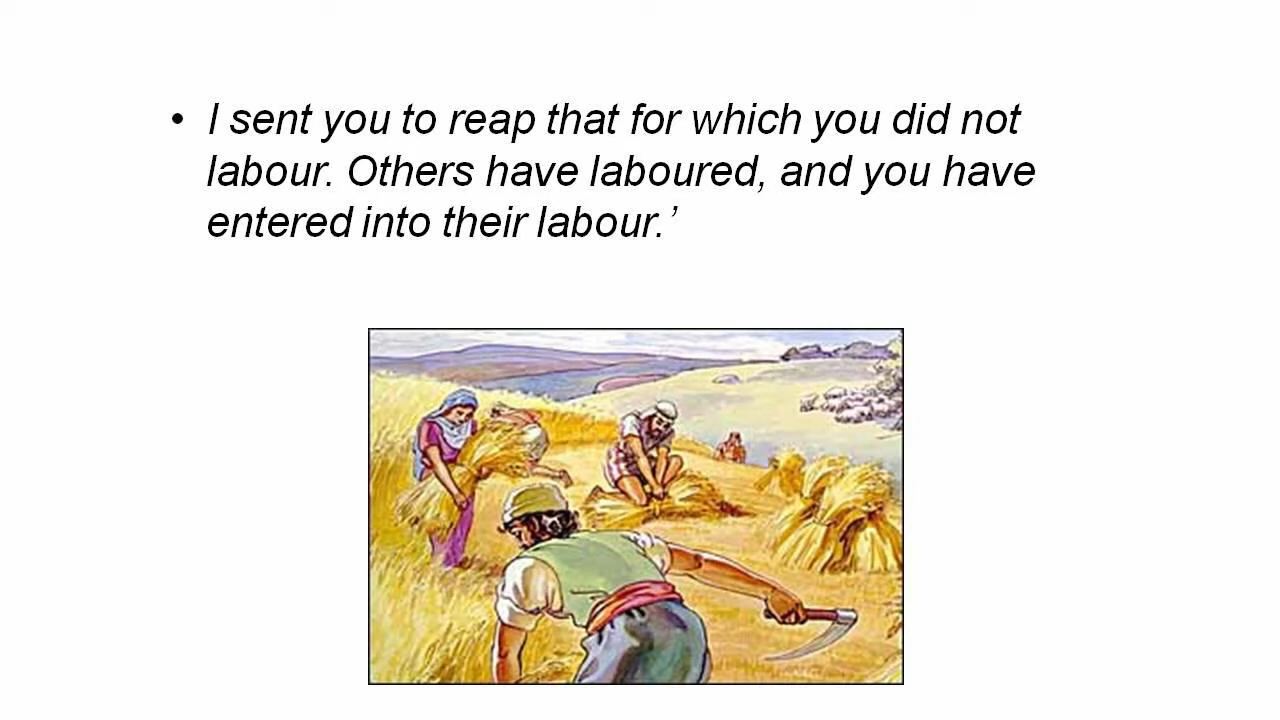 • I sent you to reap that for which you did not
labour. Others have laboured, and you have
entered into their labour.’